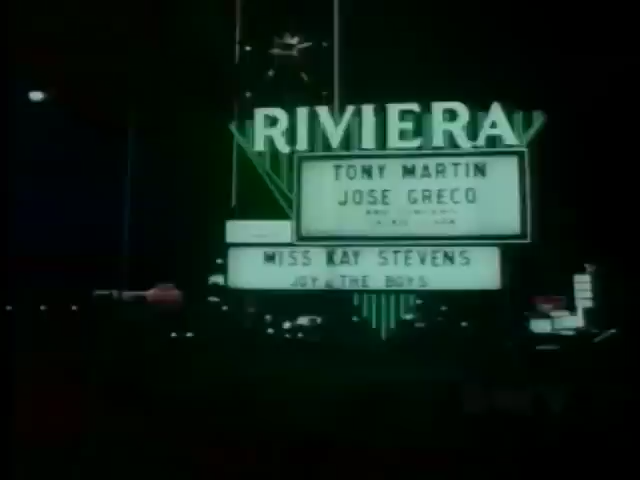 RIVIERA
TONY MARTIN
JOSE GRECO
MISS KAY STEVENS
JOY & THE BOYS